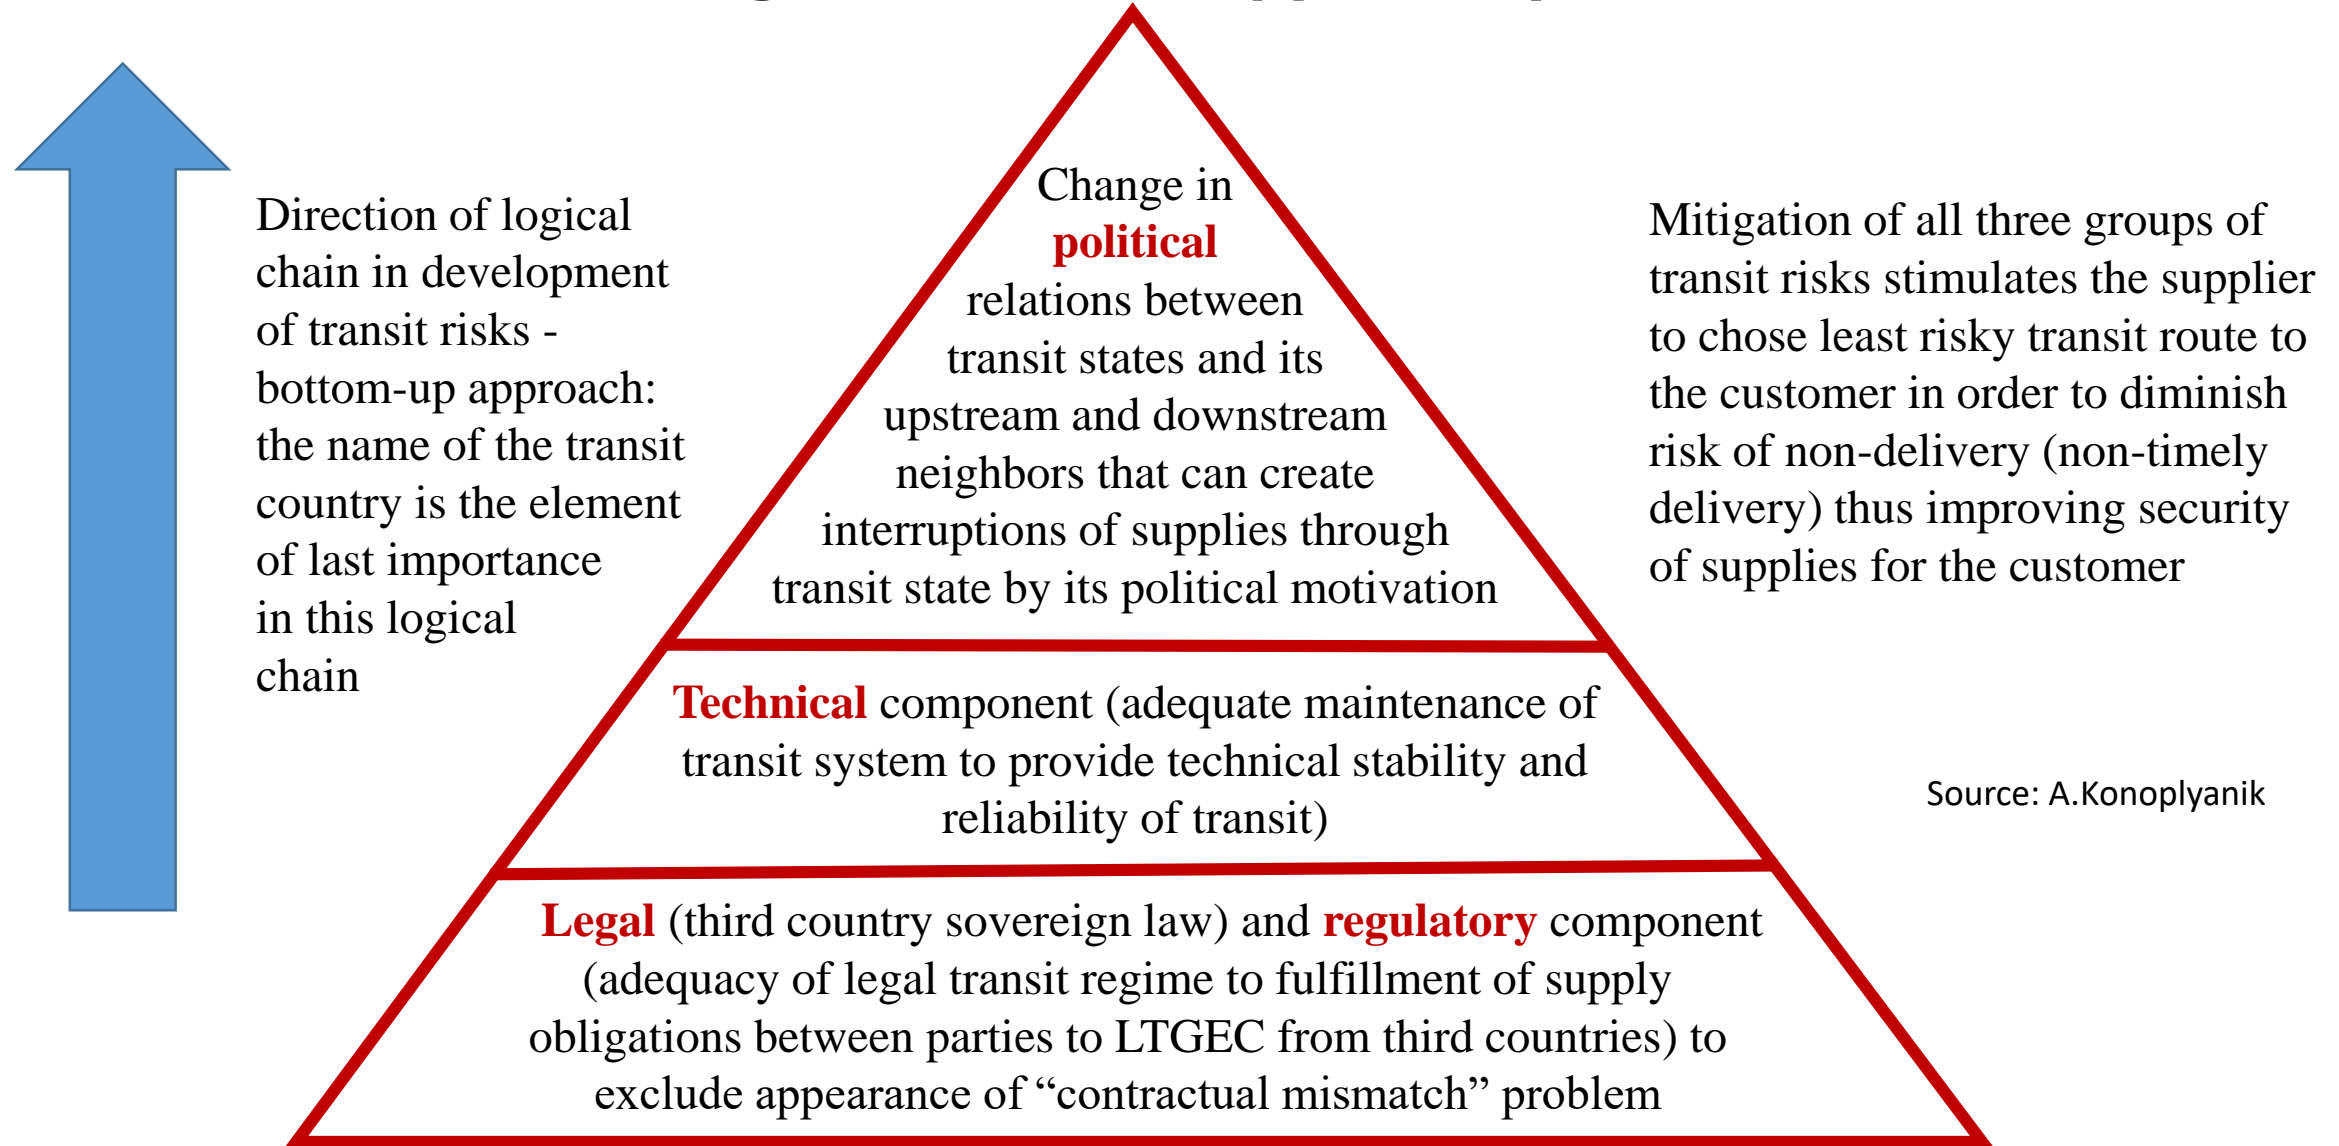 Direction of logical
chain in development
of transit risks -
bottom-up approach:
the name of the transit
country is the element
of last importance
in this logical
chain
Change in
political
relations between
transit states and its
upstream and downstream
neighbors that can create
interruptions of supplies through
transit state by its political motivation
Technical component (adequate maintenance of
transit system to provide technical stability and
reliability of transit)
Legal (third country sovereign law) and regulatory component
(adequacy of legal transit regime to fulfillment of supply
obligations between parties to LTGEC from third countries) to
exclude appearance of “contractual mismatch” problem
Mitigation of all three groups of
transit risks stimulates the supplier
to chose least risky transit route to
the customer in order to diminish
risk of non-delivery (non-timely
delivery) thus improving security
of supplies for the customer
Source: A.Konoplyanik